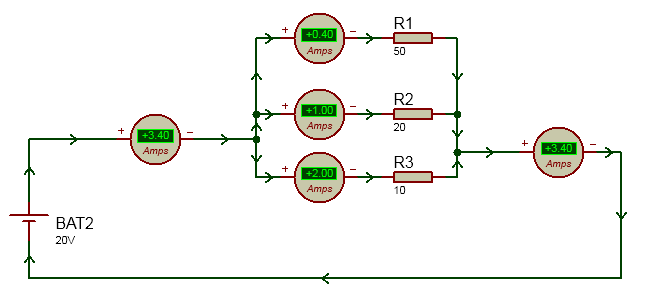 + +0.40 − R1
Amps 50
+ +1.00 − R2
Amps 20
+ +3.40 −
Amps
+ +3.40 −
Amps
+ +2.00 − R3
Amps 10
BAT2
20V